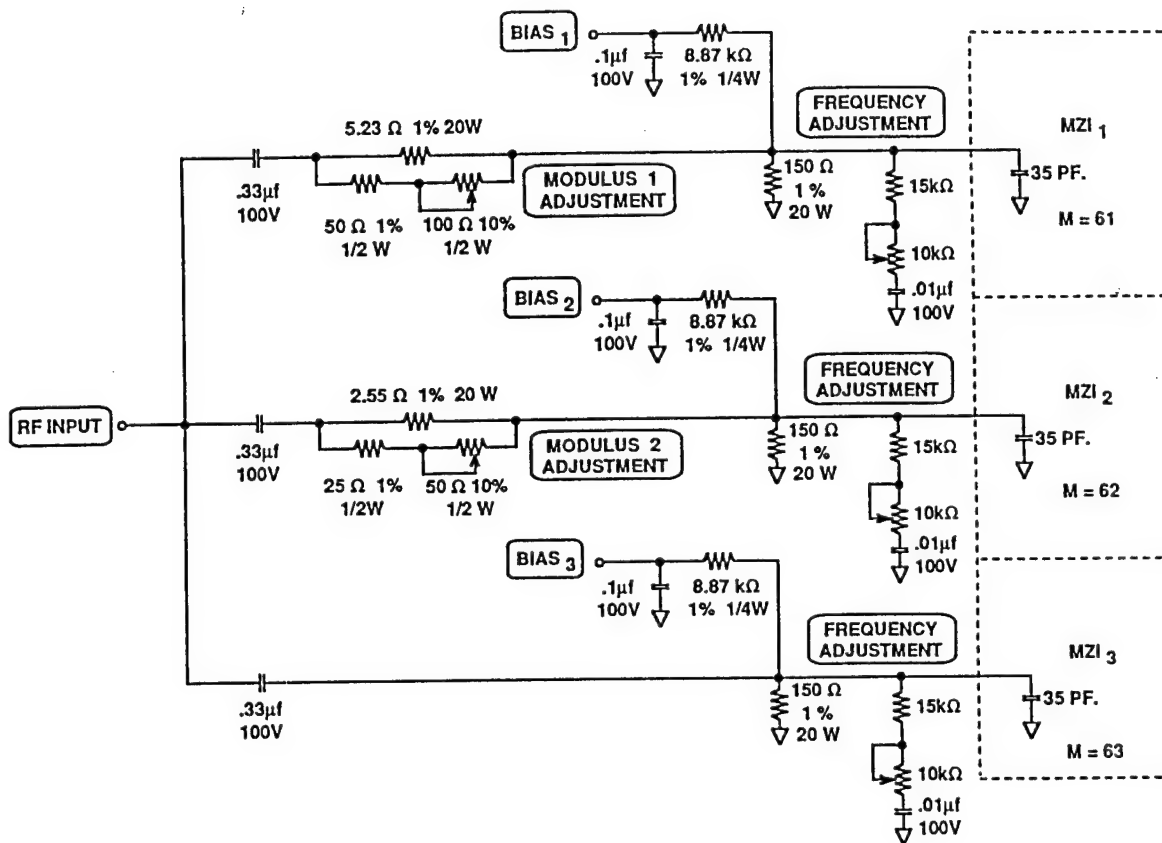 BIAS 1
.1µf
100V
8.87 kΩ
1% 1/4W
FREQUENCY
ADJUSTMENT
MZI 1
5.23 Ω 1% 20W
.33µf
100V
50 Ω 1%
1/2 W
100 Ω 10%
1/2 W
MODULUS 1
ADJUSTMENT
150 Ω
1 %
20 W
15kΩ
10kΩ
.01µf
100V
35 PF.
M = 61
BIAS 2
.1µf
100V
8.87 kΩ
1% 1/4W
FREQUENCY
ADJUSTMENT
MZI 2
RF INPUT
2.55 Ω 1% 20 W
.33µf
100V
25 Ω 1%
1/2W
50 Ω 10%
1/2 W
MODULUS 2
ADJUSTMENT
150 Ω
1 %
20 W
15kΩ
10kΩ
.01µf
100V
35 PF.
M = 62
BIAS 3
.1µf
100V
8.87 kΩ
1% 1/4W
FREQUENCY
ADJUSTMENT
MZI 3
.33µf
100V
150 Ω
1 %
20 W
15kΩ
10kΩ
.01µf
100V
35 PF.
M = 63